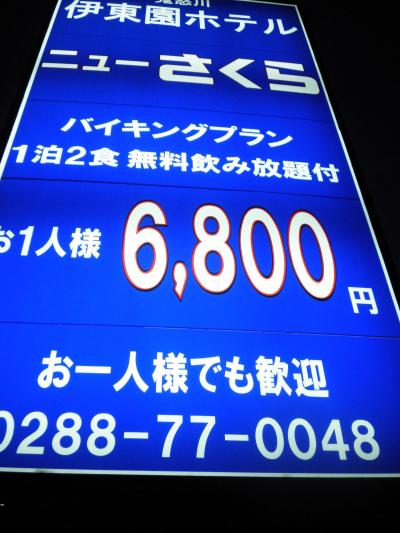 鬼怒川
伊東園ホテル
ニューさくら
バイキングプラン
1泊2食 無料飲み放題付
お1人様 6,800円
お一人様でも歓迎
0288-77-0048